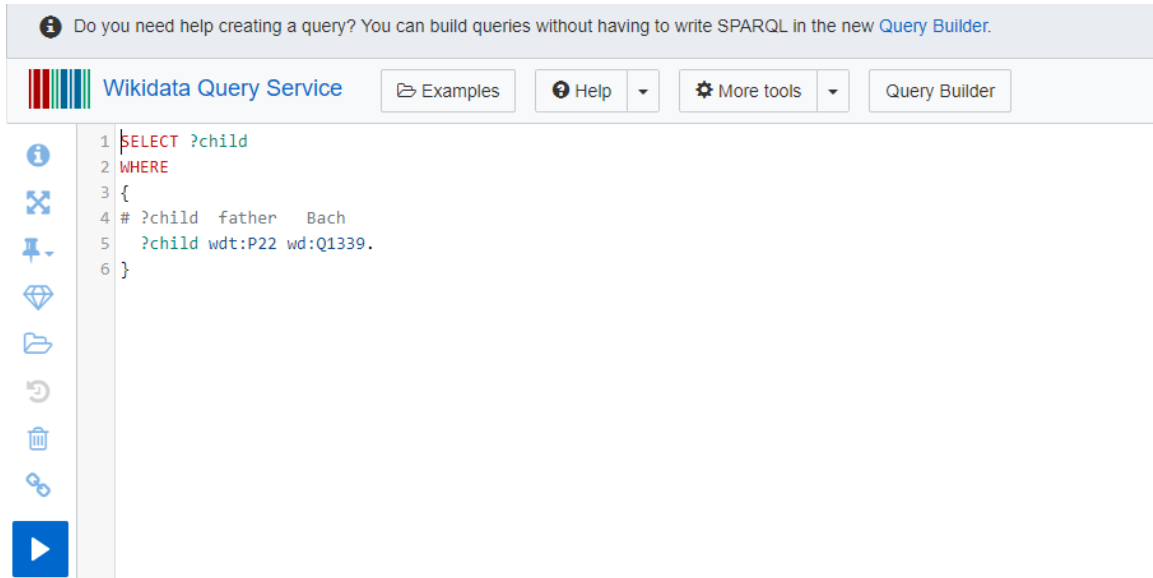 Do you need help creating a query? You can build queries without having to write SPARQL in the new Query Builder.
Wikidata Query Service Examples Help More tools Query Builder
1 SELECT ?child
2 WHERE
3 {
4 # ?child  father   Bach
5   ?child wdt:P22 wd:Q1339.
6 }